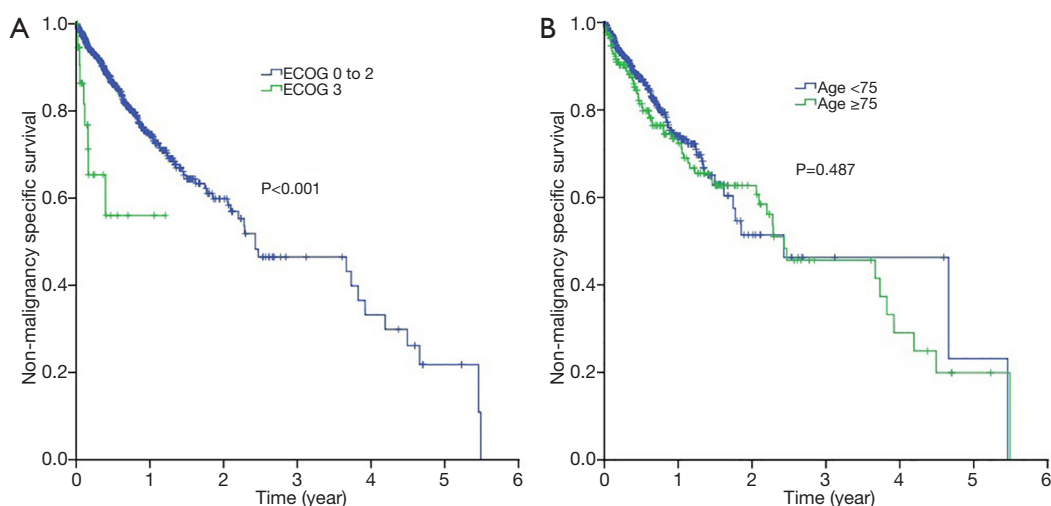 A
Non-malignancy specific survival
1.0
0.8
0.6
0.4
0.2
0.0
ECOG 0 to 2
ECOG 3
P<0.001
0 1 2 3 4 5 6
Time (year)
B
Non-malignancy specific survival
1.0
0.8
0.6
0.4
0.2
0.0
Age <75
Age ≥75
P=0.487
0 1 2 3 4 5 6
Time (year)